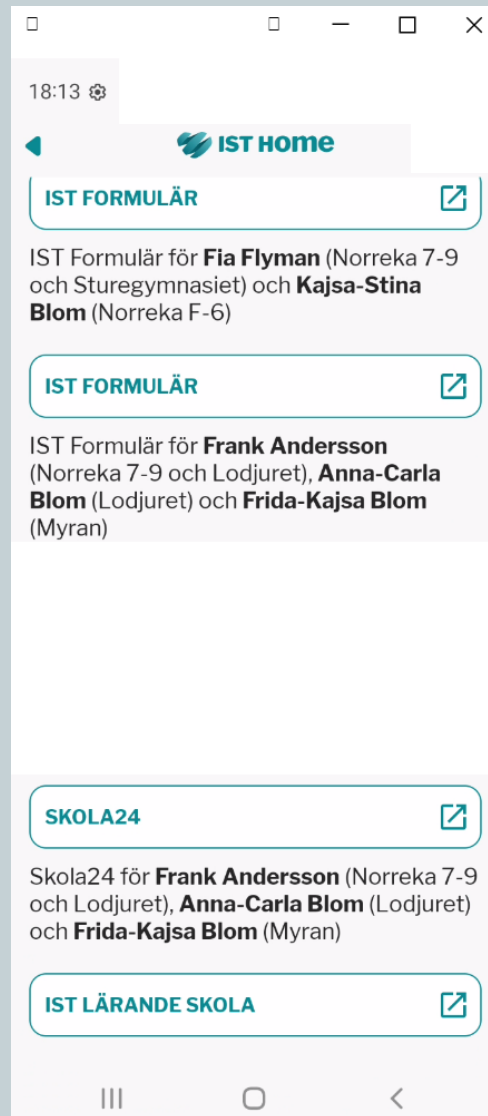 18:13
IST Home
IST FORMULÄR
IST Formulär för Fia Flyman (Norreka 7-9
och Sturegymnasiet) och Kajsa-Stina
Blom (Norreka F-6)
IST FORMULÄR
IST Formulär för Frank Andersson
(Norreka 7-9 och Lodjuret), Anna-Carla
Blom (Lodjuret) och Frida-Kajsa Blom
(Myran)
SKOLA24
Skola24 för Frank Andersson (Norreka 7-9
och Lodjuret), Anna-Carla Blom (Lodjuret)
och Frida-Kajsa Blom (Myran)
IST LÄRANDE SKOLA